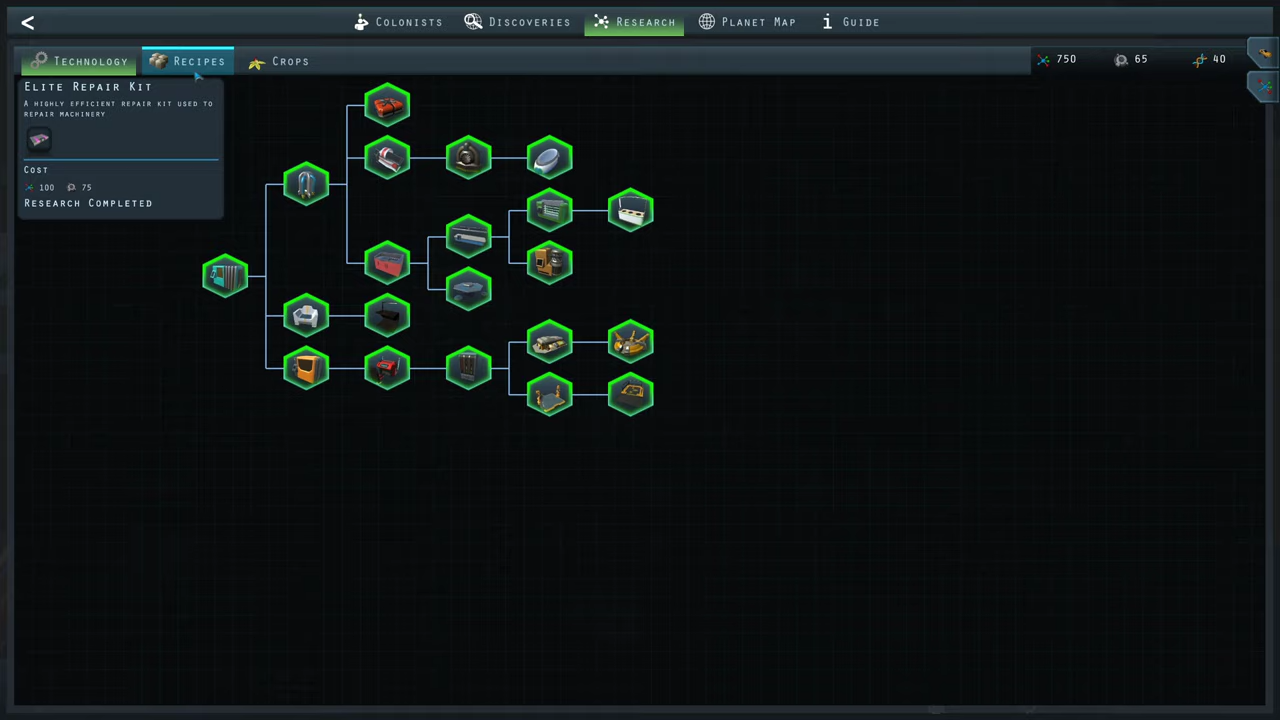 Colonists Discoveries Research Planet Map Guide
Technology Recipes Crops 750 65 40
Elite Repair Kit
A highly efficient repair kit used to
repair machinery
Cost
100 75
Research Completed